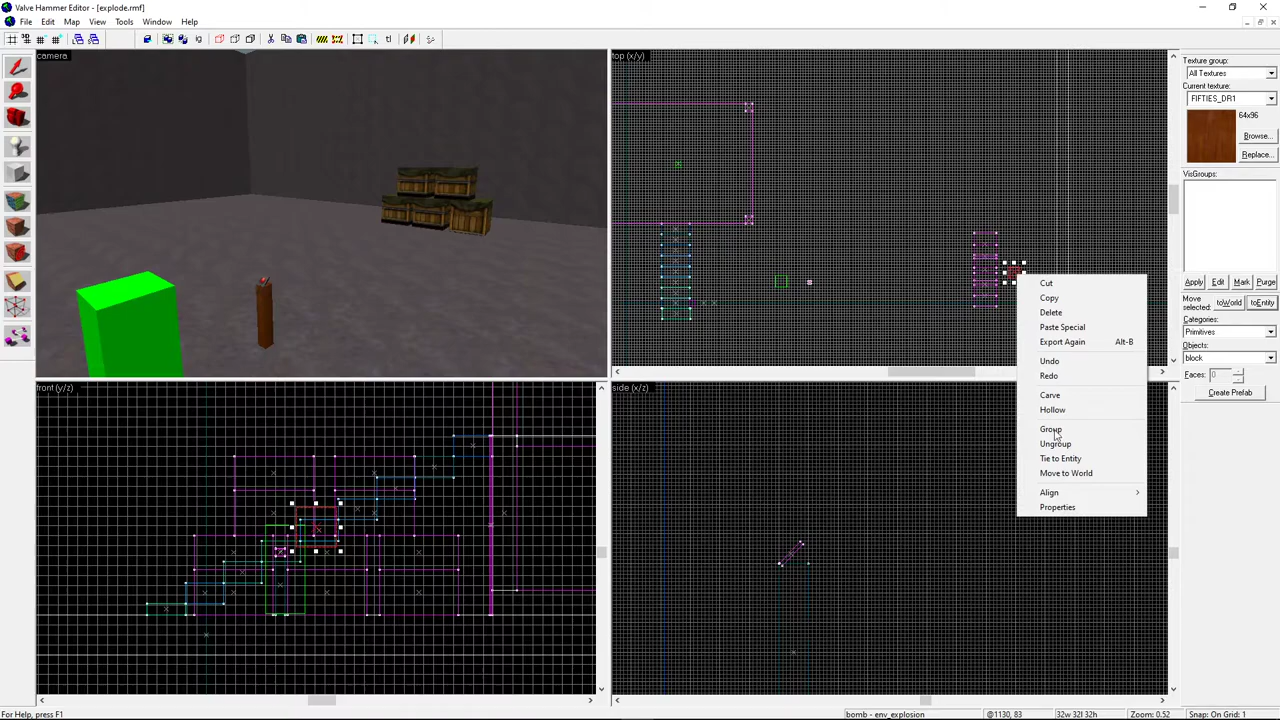 Valve Hammer Editor - [explode.rmf]
File Edit Map View Tools Window Help
camera
top (x/y)
Texture group:
All Textures
Current texture:
FIFTIES_DR1
64x96
Browse...
Replace...
VisGroups:
Apply Edit Mark Purge
Move selected:
toWorld toEntity
Categories:
Primitives
Objects:
block
Faces: 0
Create Prefab
Cut
Copy
Delete
Paste Special
Export Again Alt-B
Undo
Redo
Carve
Hollow
Group
Ungroup
Tie to Entity
Move to World
Align
Properties
front (y/z)
side (x/z)
For Help, press F1
bomb - env_explosion
@1130, 83
32w 32l 32h
Zoom: 0.52
Snap: On Grid: 1